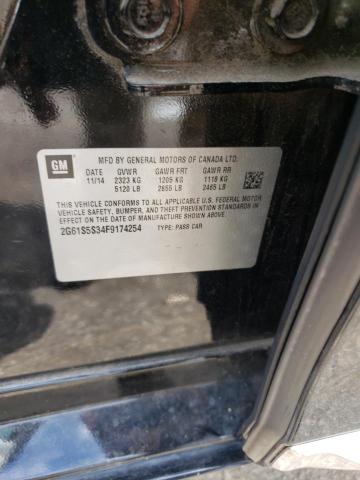 GM
MFD BY GENERAL MOTORS OF CANADA LTD.
DATE GVWR GAWR FRT GAWR RR
11/14 2323 KG 1205 KG 1118 KG
5120 LB 2655 LB 2465 LB
THIS VEHICLE CONFORMS TO ALL APPLICABLE U.S. FEDERAL MOTOR
VEHICLE SAFETY, BUMPER, AND THEFT PREVENTION STANDARDS
IN EFFECT ON THE DATE OF MANUFACTURE SHOWN ABOVE.
2G61S5S34F9174254 TYPE: PASS CAR